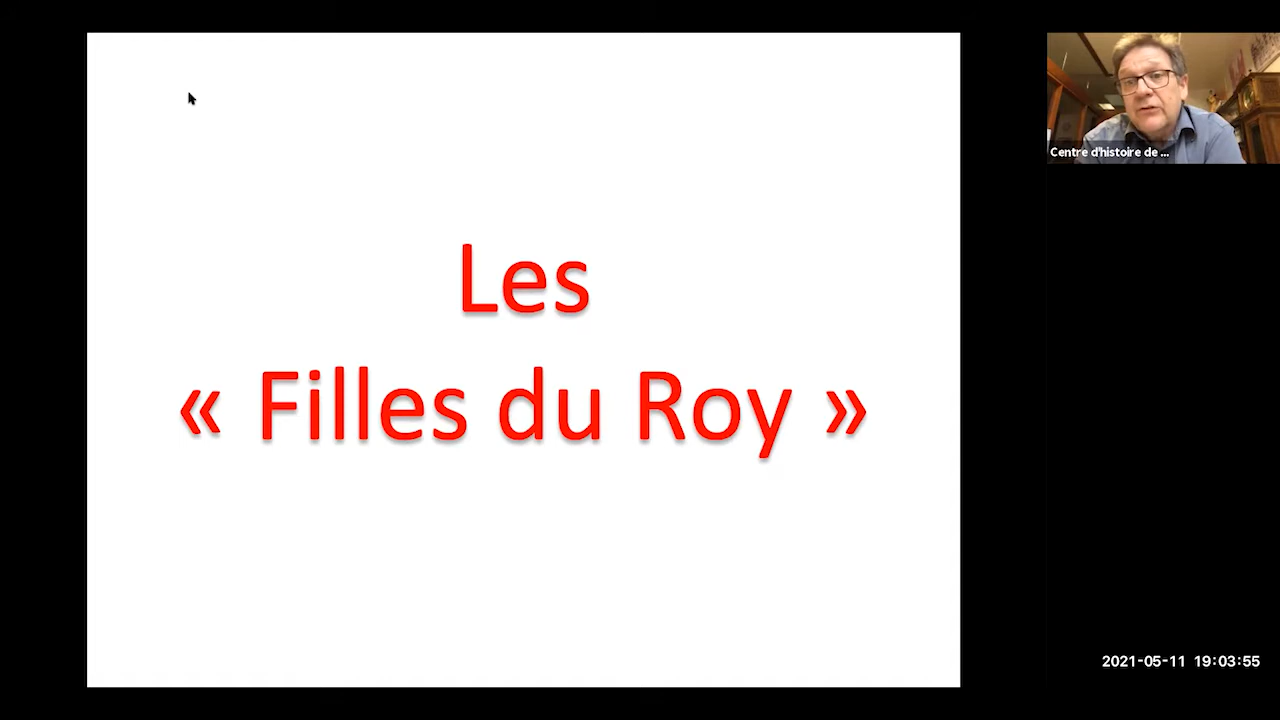 Les
« Filles du Roy »
Centre d'histoire de ...
2021-05-11 19:03:55